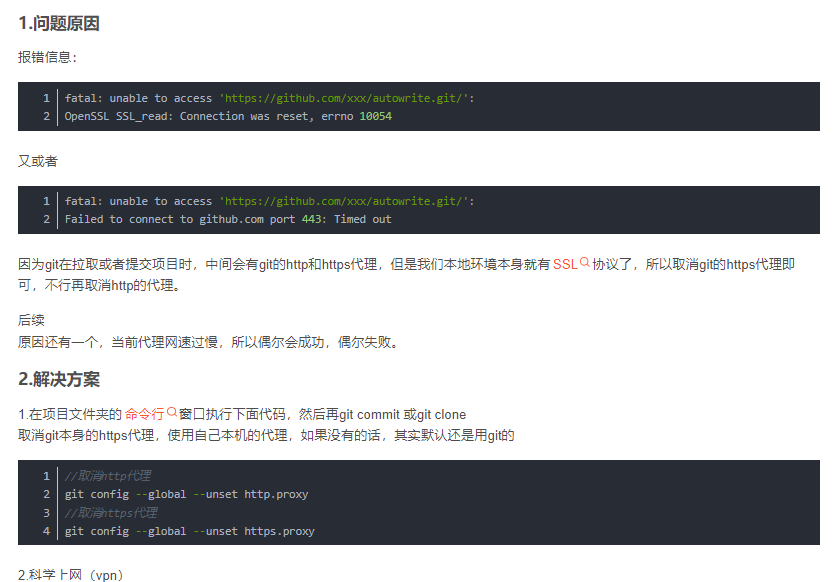 1.问题原因
报错信息：
1 fatal: unable to access 'https://github.com/xxx/autowrite.git/':
2 OpenSSL SSL_read: Connection was reset, errno 10054
又或者
1 fatal: unable to access 'https://github.com/xxx/autowrite.git/':
2 Failed to connect to github.com port 443: Timed out
因为git在拉取或者提交项目时，中间会有git的http和https代理，但是我们本地环境本身就有 SSL 协议了，所以取消git的https代理即
可，不行再取消http的代理。
后续
原因还有一个，当前代理网速过慢，所以偶尔会成功，偶尔失败。
2.解决方案
1.在项目文件夹的 命令行 窗口执行下面代码，然后再git commit 或git clone
取消git本身的https代理，使用自己本机的代理，如果没有的话，其实默认还是用git的
1 //取消http代理
2 git config --global --unset http.proxy
3 //取消https代理
4 git config --global --unset https.proxy
2.科学上网（vpn）